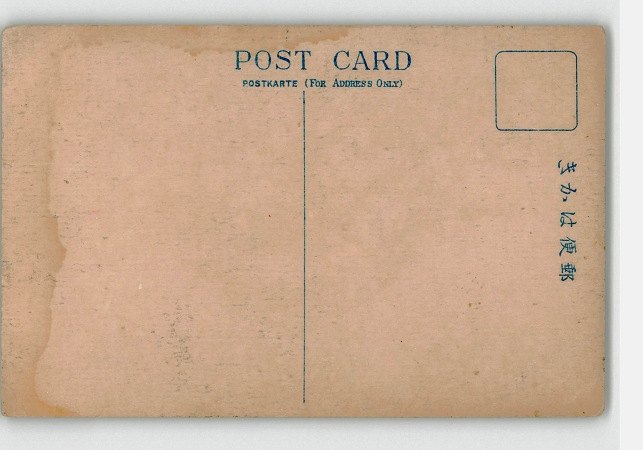 POST CARD
POSTKARTE (FOR ADDRESS ONLY)
郵便はかき